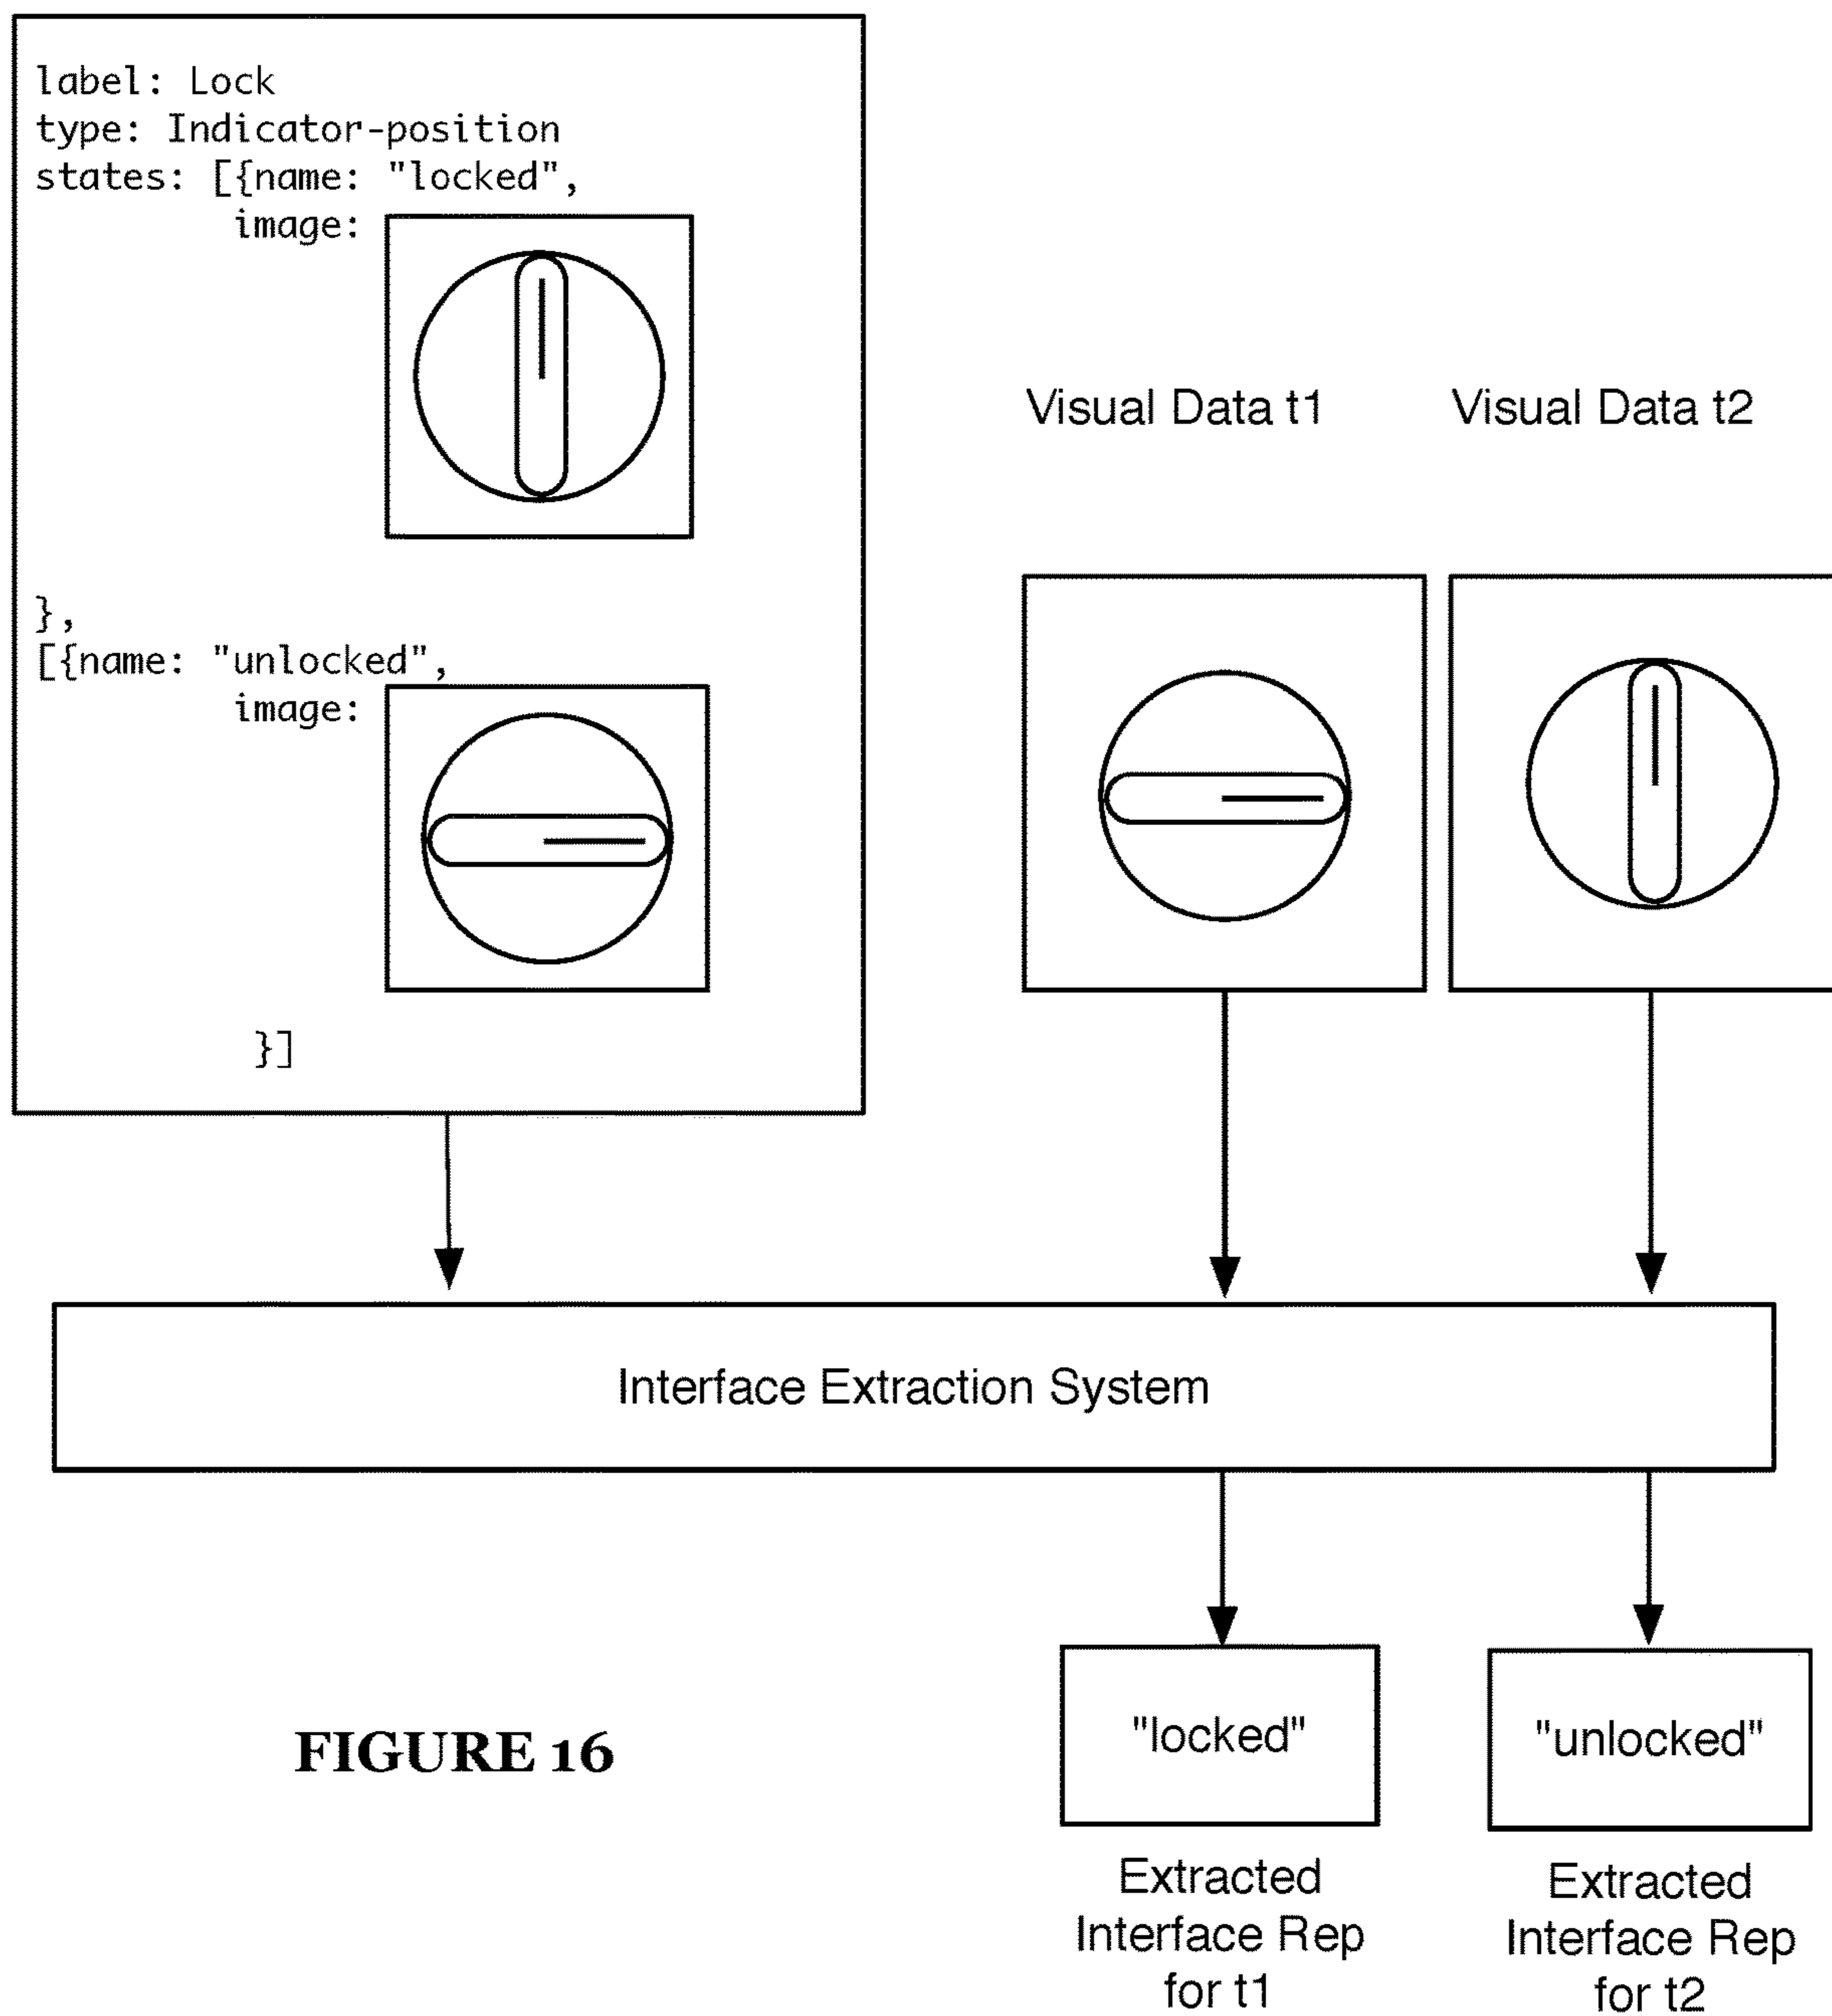 label: Lock
type: Indicator-position
states: [{name: "locked",
image:
},
[{name: "unlocked",
image:
}]
Visual Data t1
Visual Data t2
Interface Extraction System
"locked"
"unlocked"
Extracted
Interface Rep
for t1
Extracted
Interface Rep
for t2
FIGURE 16